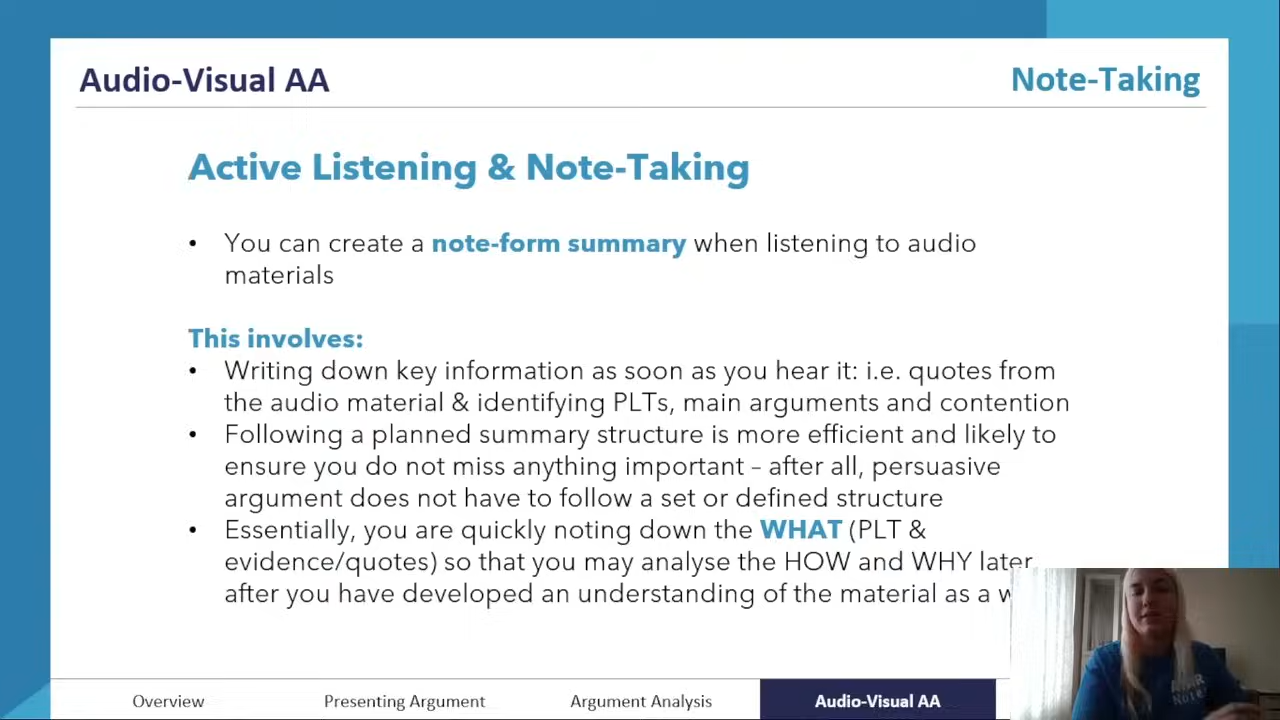 Audio-Visual AA
Note-Taking
Active Listening & Note-Taking
• You can create a note-form summary when listening to audio
materials
This involves:
• Writing down key information as soon as you hear it: i.e. quotes from
the audio material & identifying PLTs, main arguments and contention
• Following a planned summary structure is more efficient and likely to
ensure you do not miss anything important – after all, persuasive
argument does not have to follow a set or defined structure
• Essentially, you are quickly noting down the WHAT (PLT &
evidence/quotes) so that you may analyse the HOW and WHY later
after you have developed an understanding of the material as a
Overview
Presenting Argument
Argument Analysis
Audio-Visual AA